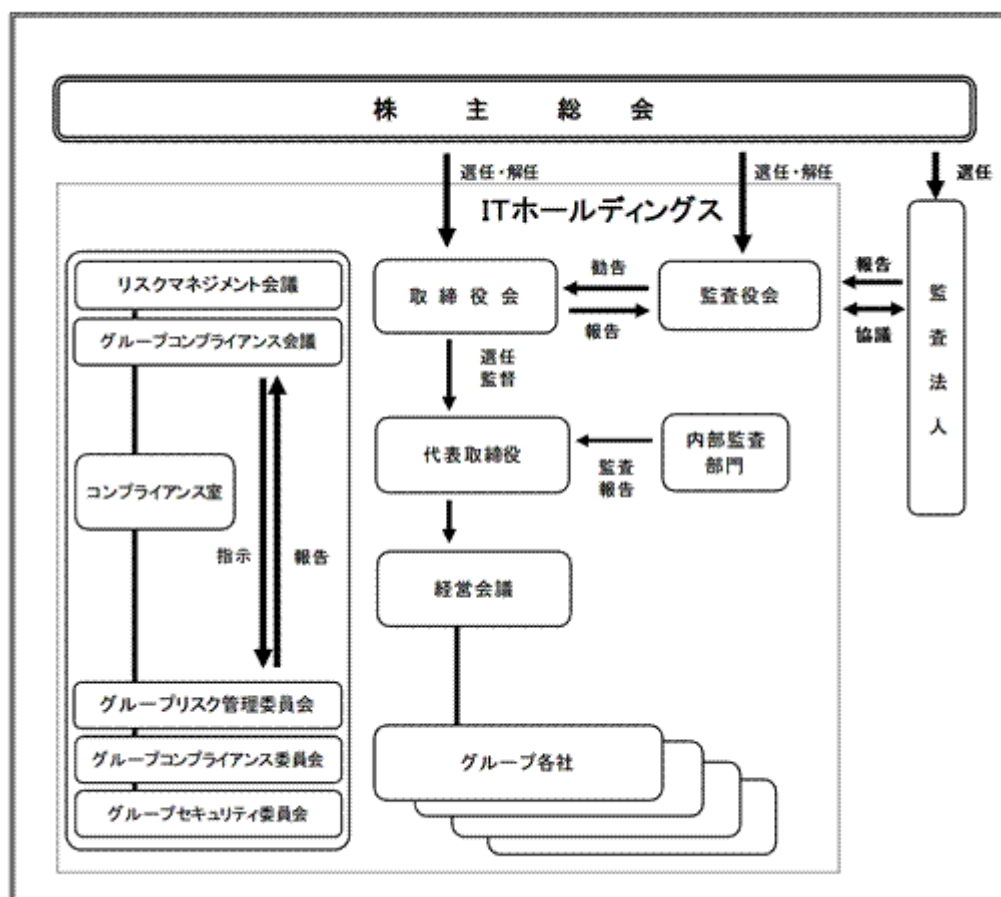 株主総会
選任・解任
選任・解任
選任
ITホールディングス
リスクマネジメント会議
グループコンプライアンス会議
コンプライアンス室
指示
報告
グループリスク管理委員会
グループコンプライアンス委員会
グループセキュリティ委員会
取締役会
勧告
報告
監査役会
報告
協議
監査法人
選任
監督
代表取締役
監査
報告
内部監査
部門
経営会議
グループ各社